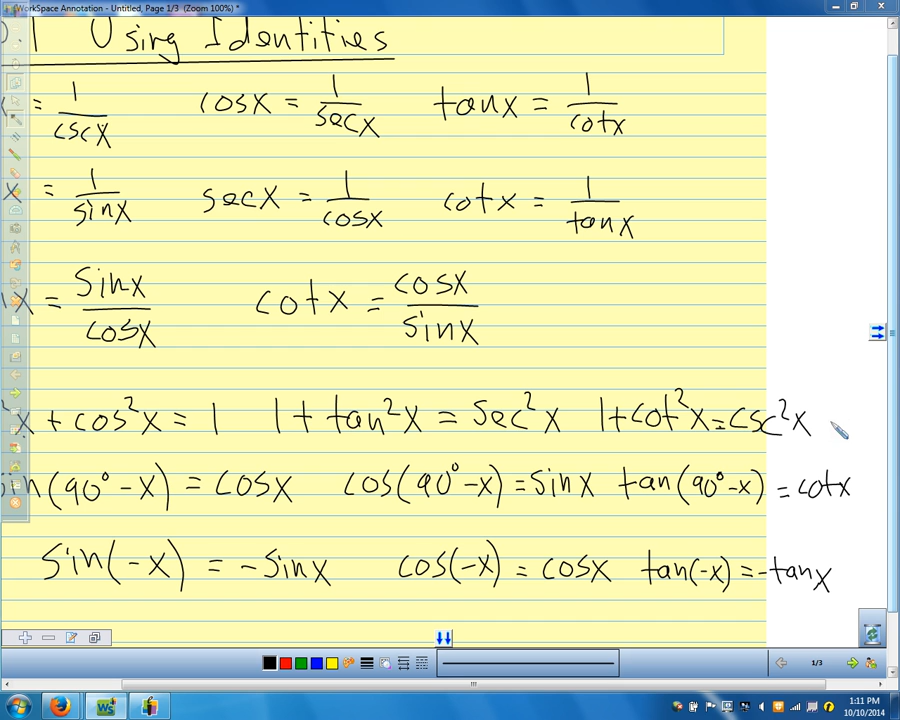 WorkSpace Annotation - Untitled, Page 1/3 (Zoom 100%) *
.1 Using Identities
= 1/cscx cosx = 1/secx tanx = 1/cotx
x = 1/sinx secx = 1/cosx cotx = 1/tanx
x = sinx/cosx cotx = cosx/sinx
²x + cos²x = 1 1 + tan²x = sec²x 1+cot²x=csc²x
sin(90°-x) = cosx cos(90°-x)=sinx tan(90°-x)=cotx
sin(-x) = -sinx cos(-x) = cosx tan(-x)=-tanx
1/3
1:11 PM
10/10/2014